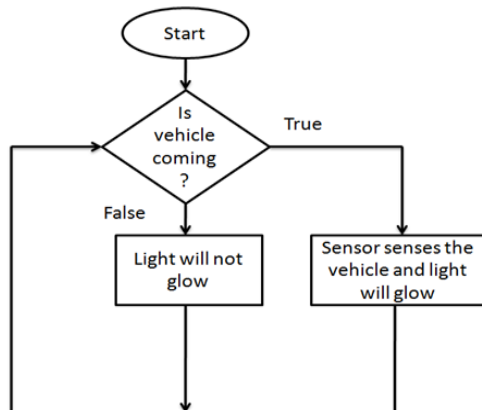 Start
Is
vehicle
coming
?
True
False
Light will not
glow
Sensor senses the
vehicle and light
will glow